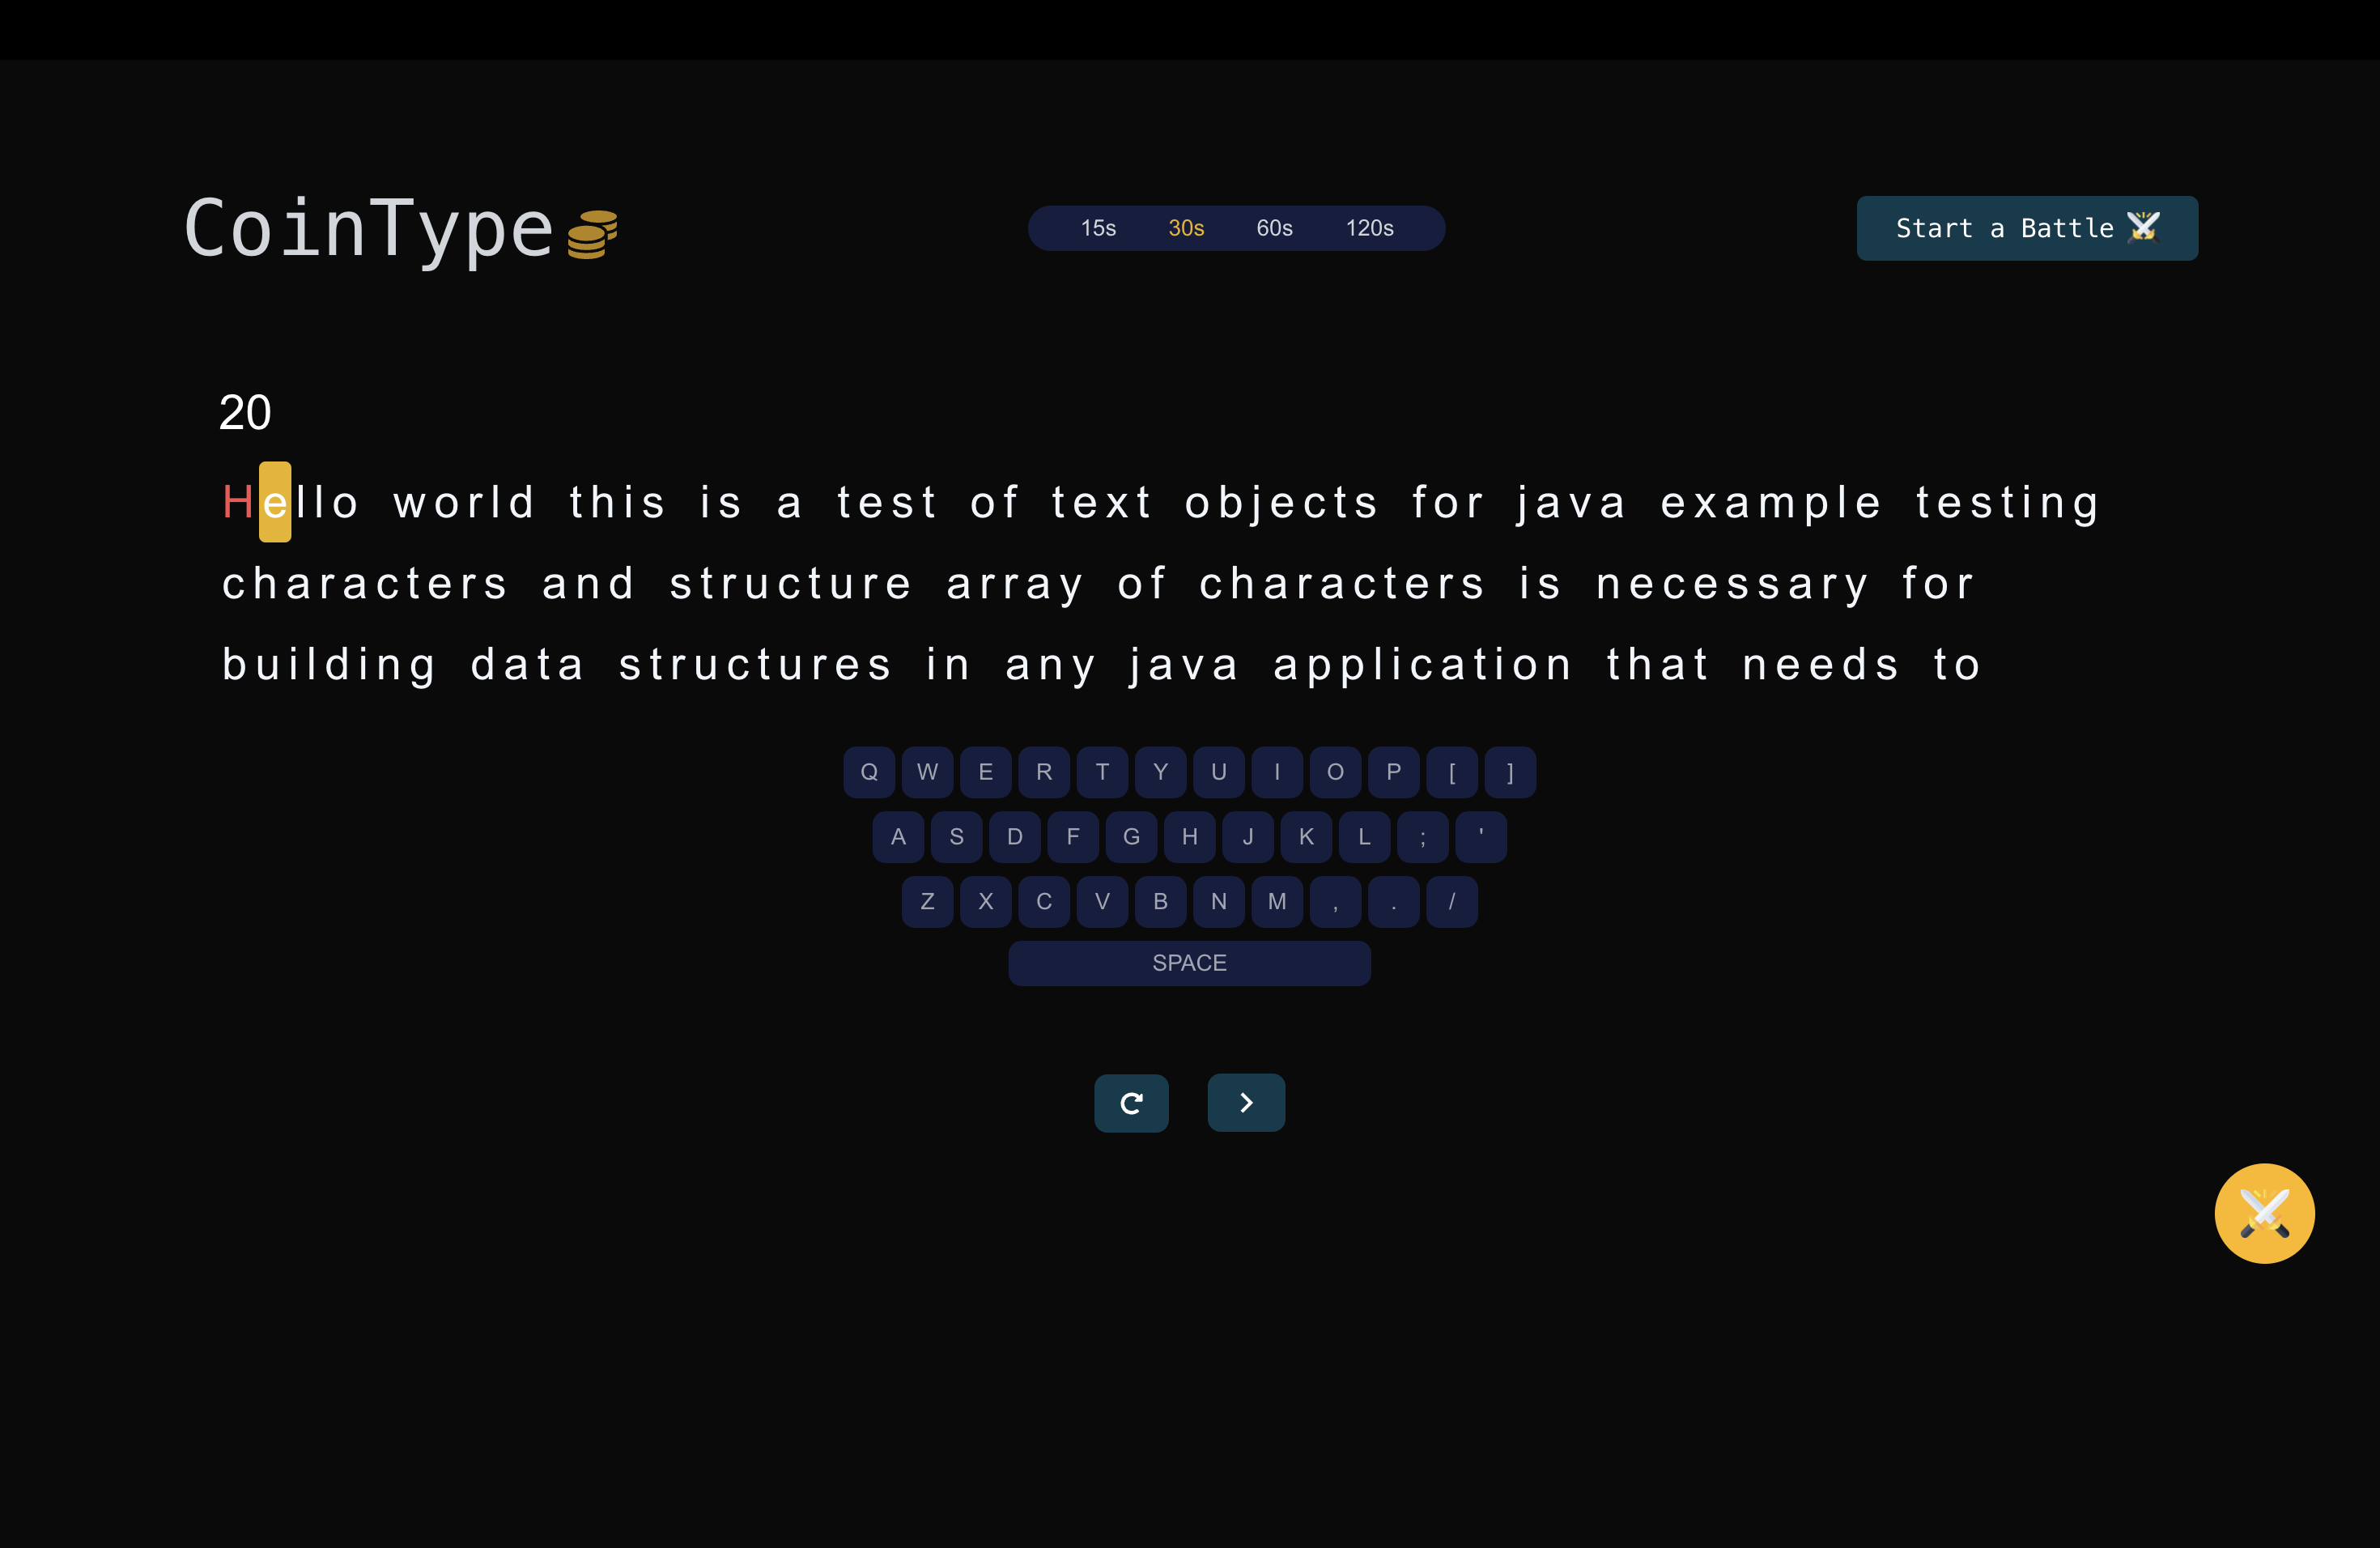 CoinType
15s 30s 60s 120s
Start a Battle
20
Hello world this is a test of text objects for java example testing
characters and structure array of characters is necessary for
building data structures in any java application that needs to
Q W E R T Y U I O P [ ]
A S D F G H J K L ; '
Z X C V B N M , . /
SPACE